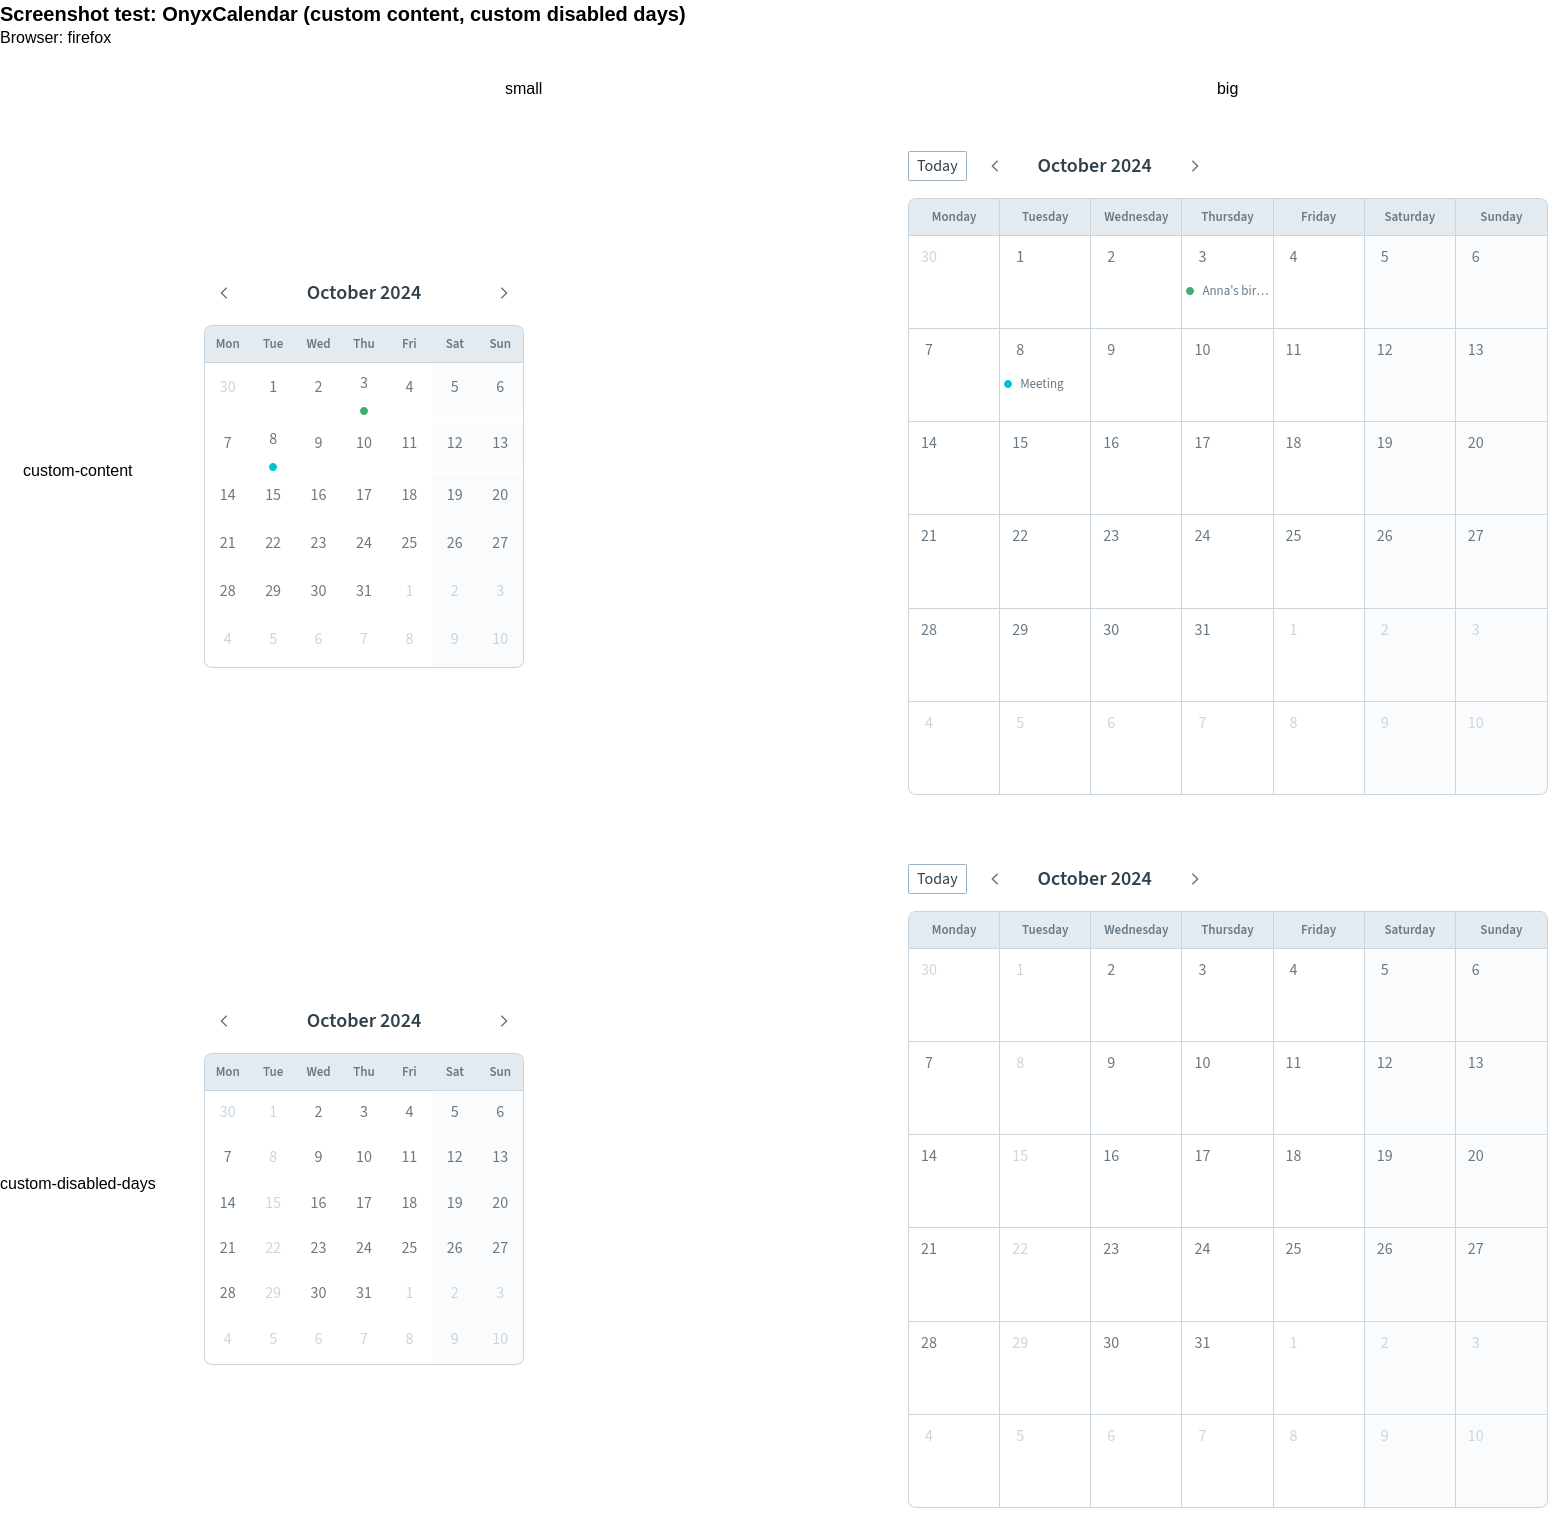 Screenshot test: OnyxCalendar (custom content, custom disabled days)
Browser: firefox
small big
custom-content
October 2024
Mon Tue Wed Thu Fri Sat Sun
30 1 2 3 4 5 6
7 8 9 10 11 12 13
14 15 16 17 18 19 20
21 22 23 24 25 26 27
28 29 30 31 1 2 3
4 5 6 7 8 9 10
Today October 2024
Monday Tuesday Wednesday Thursday Friday Saturday Sunday
30 1 2 3 4 5 6
Anna's bir…
7 8 9 10 11 12 13
Meeting
14 15 16 17 18 19 20
21 22 23 24 25 26 27
28 29 30 31 1 2 3
4 5 6 7 8 9 10
custom-disabled-days
October 2024
Mon Tue Wed Thu Fri Sat Sun
30 1 2 3 4 5 6
7 8 9 10 11 12 13
14 15 16 17 18 19 20
21 22 23 24 25 26 27
28 29 30 31 1 2 3
4 5 6 7 8 9 10
Today October 2024
Monday Tuesday Wednesday Thursday Friday Saturday Sunday
30 1 2 3 4 5 6
7 8 9 10 11 12 13
14 15 16 17 18 19 20
21 22 23 24 25 26 27
28 29 30 31 1 2 3
4 5 6 7 8 9 10